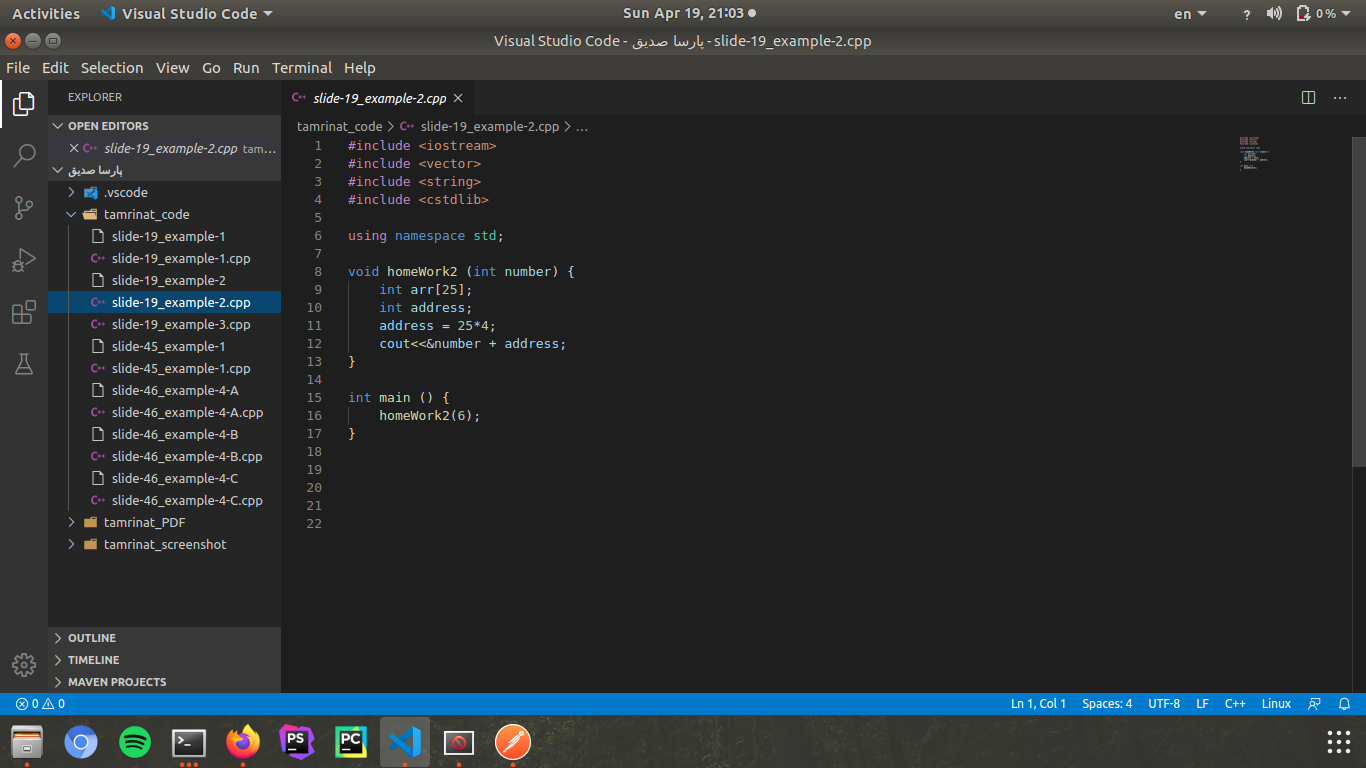 Activities Visual Studio Code Sun Apr 19, 21:03 en ? 0 %
Visual Studio Code - پارسا صدیق - slide-19_example-2.cpp
File Edit Selection View Go Run Terminal Help
EXPLORER
OPEN EDITORS
slide-19_example-2.cpp tam...
پارسا صدیق
.vscode
tamrinat_code
slide-19_example-1
slide-19_example-1.cpp
slide-19_example-2
slide-19_example-2.cpp
slide-19_example-3.cpp
slide-45_example-1
slide-45_example-1.cpp
slide-46_example-4-A
slide-46_example-4-A.cpp
slide-46_example-4-B
slide-46_example-4-B.cpp
slide-46_example-4-C
slide-46_example-4-C.cpp
tamrinat_PDF
tamrinat_screenshot
OUTLINE
TIMELINE
MAVEN PROJECTS
slide-19_example-2.cpp
tamrinat_code > slide-19_example-2.cpp > ...
1 #include <iostream>
2 #include <vector>
3 #include <string>
4 #include <cstdlib>
5
6 using namespace std;
7
8 void homeWork2 (int number) {
9 int arr[25];
10 int address;
11 address = 25*4;
12 cout<<&number + address;
13 }
14
15 int main () {
16 homeWork2(6);
17 }
18
19
20
21
22
0 0 Ln 1, Col 1 Spaces: 4 UTF-8 LF C++ Linux
PS PC